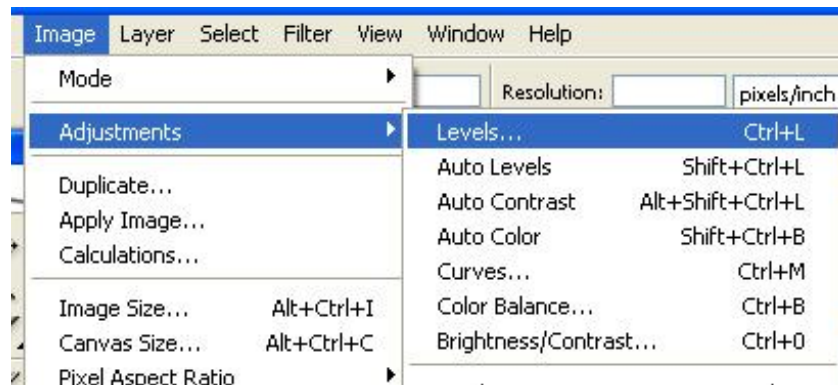 Image Layer Select Filter View Window Help
Mode
Resolution: pixels/inch
Adjustments
Duplicate...
Apply Image...
Calculations...
Image Size... Alt+Ctrl+I
Canvas Size... Alt+Ctrl+C
Pixel Aspect Ratio
Levels... Ctrl+L
Auto Levels Shift+Ctrl+L
Auto Contrast Alt+Shift+Ctrl+L
Auto Color Shift+Ctrl+B
Curves... Ctrl+M
Color Balance... Ctrl+B
Brightness/Contrast... Ctrl+0